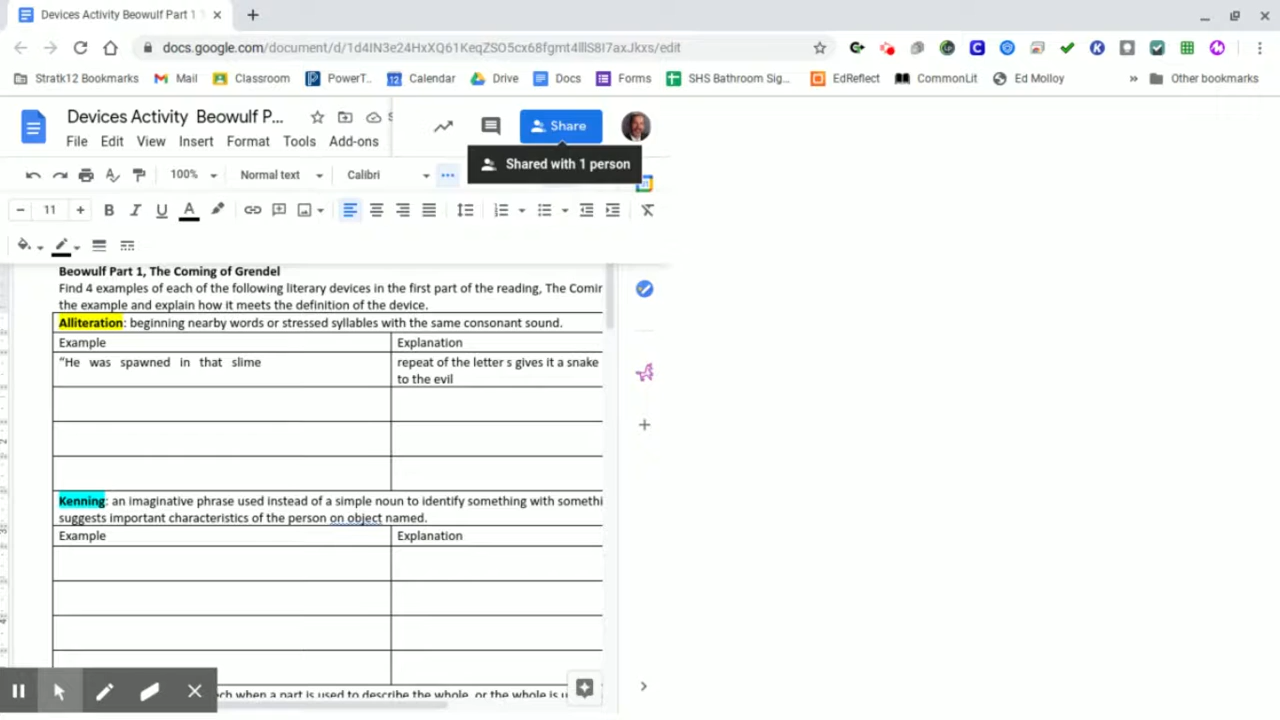 Devices Activity Beowulf Part 1
docs.google.com/document/d/1d4IN3e24HxXQ61KeqZSO5cx68fgmt4lllS8I7axJkxs/edit
Stratk12 Bookmarks Mail Classroom PowerT... Calendar Drive Docs Forms SHS Bathroom Sig... EdReflect CommonLit Ed Molloy » Other bookmarks
Devices Activity Beowulf P...
Share
File Edit View Insert Format Tools Add-ons
Shared with 1 person
100% Normal text Calibri
11
Beowulf Part 1, The Coming of Grendel
Find 4 examples of each of the following literary devices in the first part of the reading, The Comin
the example and explain how it meets the definition of the device.
Alliteration: beginning nearby words or stressed syllables with the same consonant sound.
Example Explanation
“He was spawned in that slime repeat of the letter s gives it a snake
to the evil
Kenning: an imaginative phrase used instead of a simple noun to identify something with somethi
suggests important characteristics of the person on object named.
Example Explanation
when a part is used to describe the whole, or the whole is